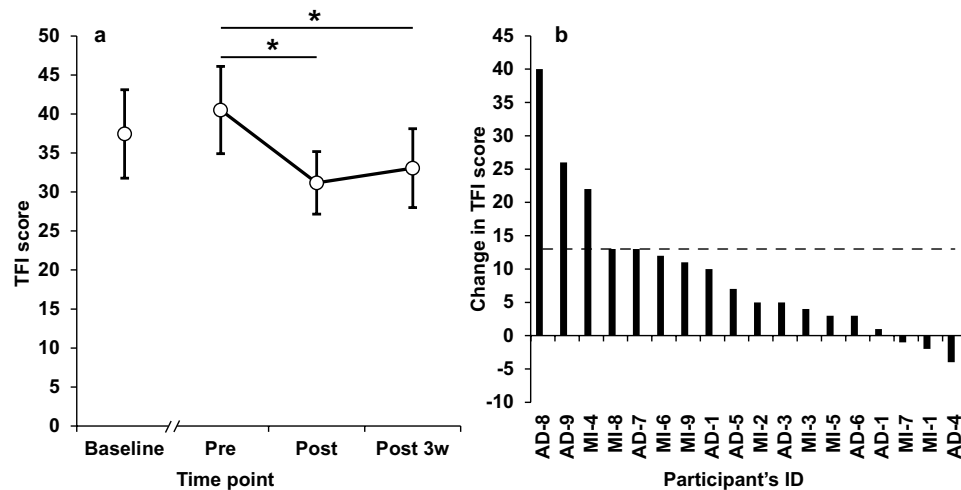 a
*
*
50
45
40
35
30
25
20
15
10
5
0
TFI score
Baseline
Pre
Post
Post 3w
Time point
b
45
40
35
30
25
20
15
10
5
0
-5
-10
Change in TFI score
AD-8
AD-9
MI-4
MI-8
AD-7
MI-6
MI-9
AD-1
AD-5
MI-2
AD-3
MI-3
MI-5
AD-6
AD-1
MI-7
MI-1
AD-4
Participant's ID